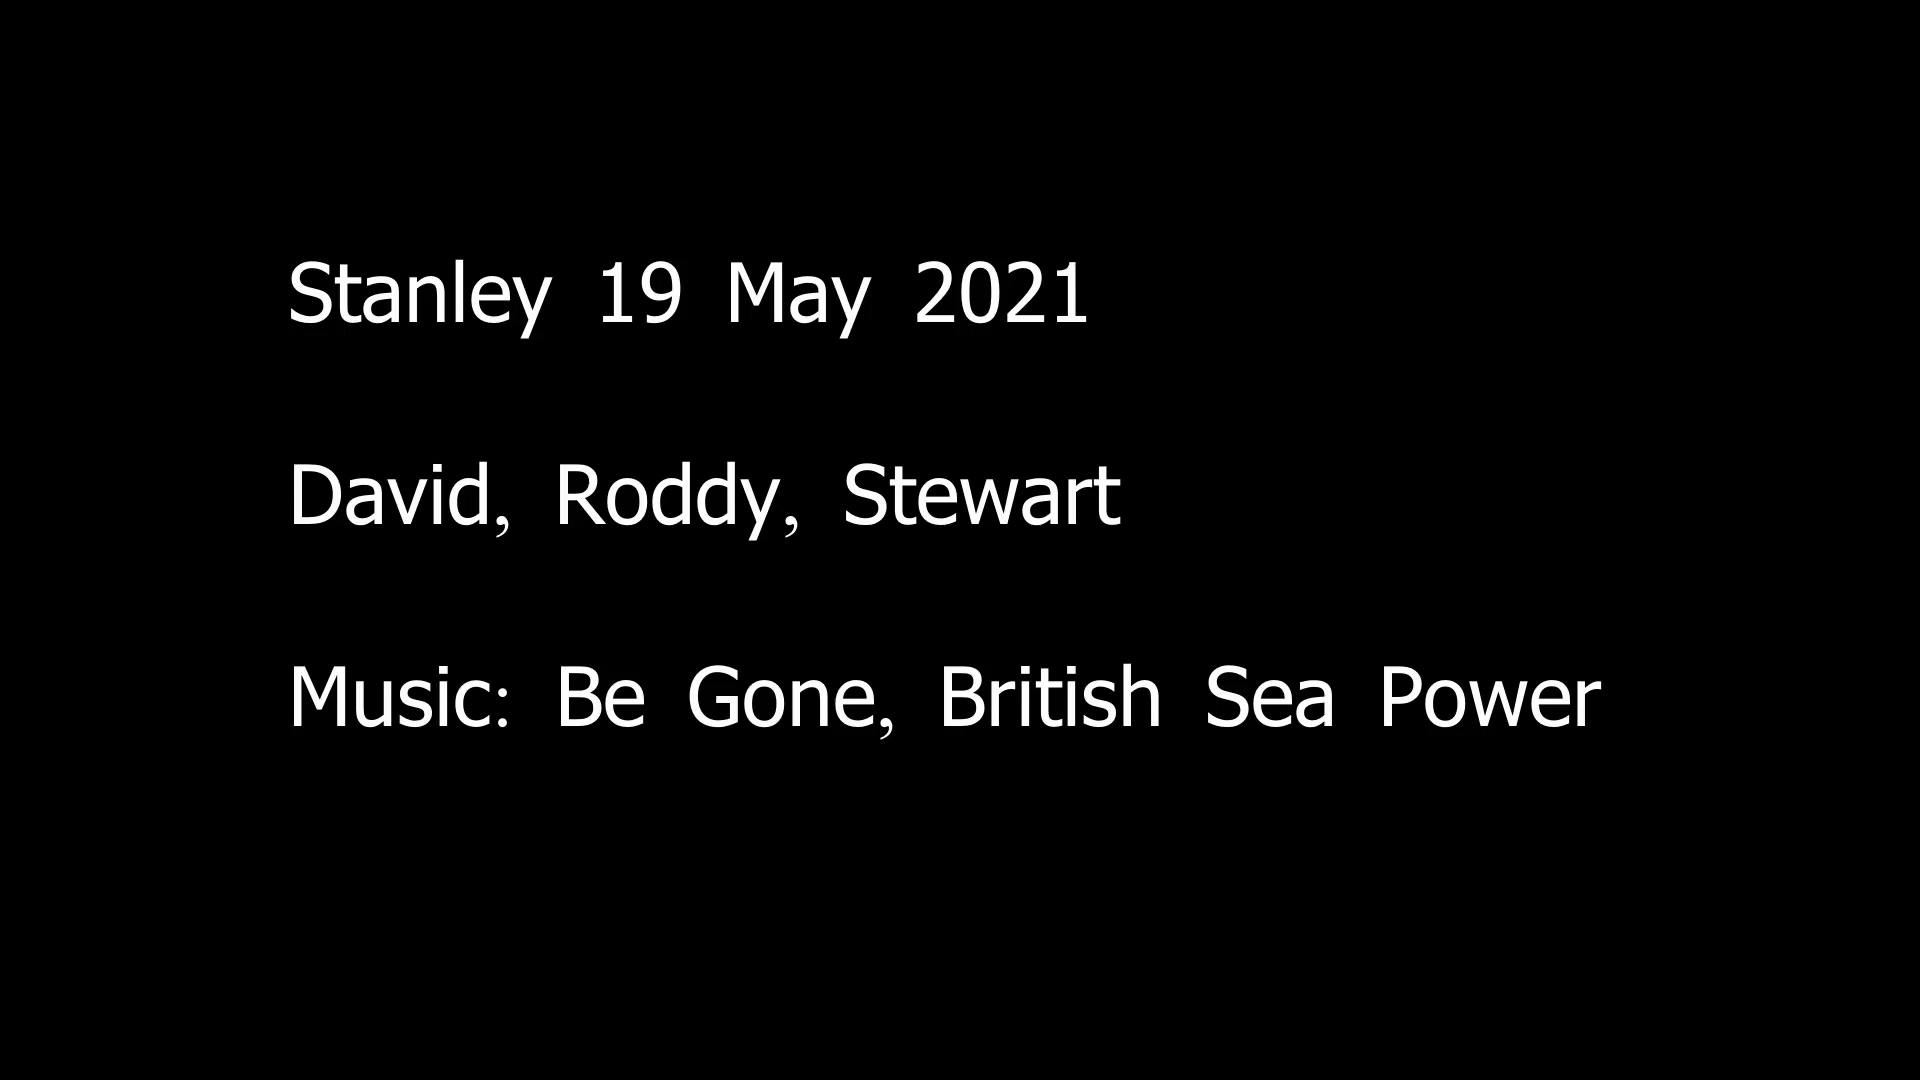 Stanley 19 May 2021
David, Roddy, Stewart
Music: Be Gone, British Sea Power